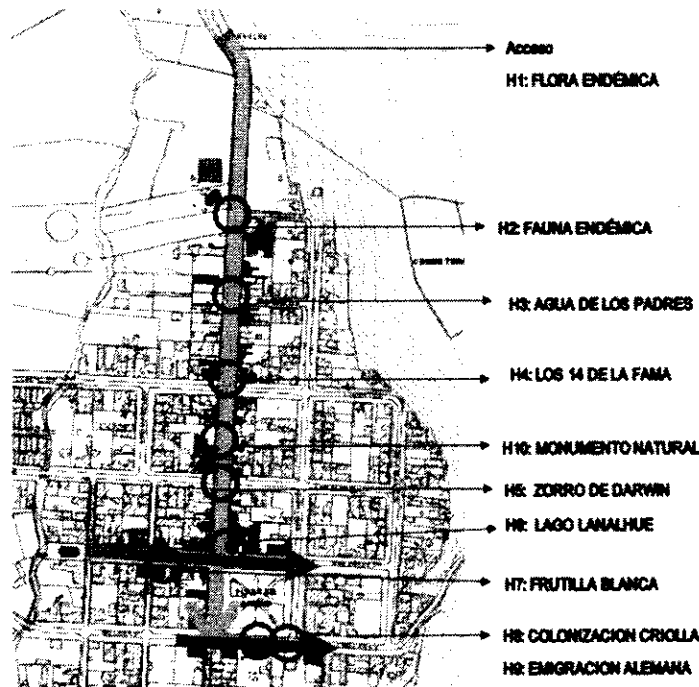 Acceso
H1: FLORA ENDÉMICA
H2: FAUNA ENDÉMICA
H3: AGUA DE LOS PADRES
H4: LOS 14 DE LA FAMA
H10: MONUMENTO NATURAL
H5: ZORRO DE DARWIN
H6: LAGO LANALHUE
H7: FRUTILLA BLANCA
H8: COLONIZACION CRIOLLA
H9: EMIGRACION ALEMANA